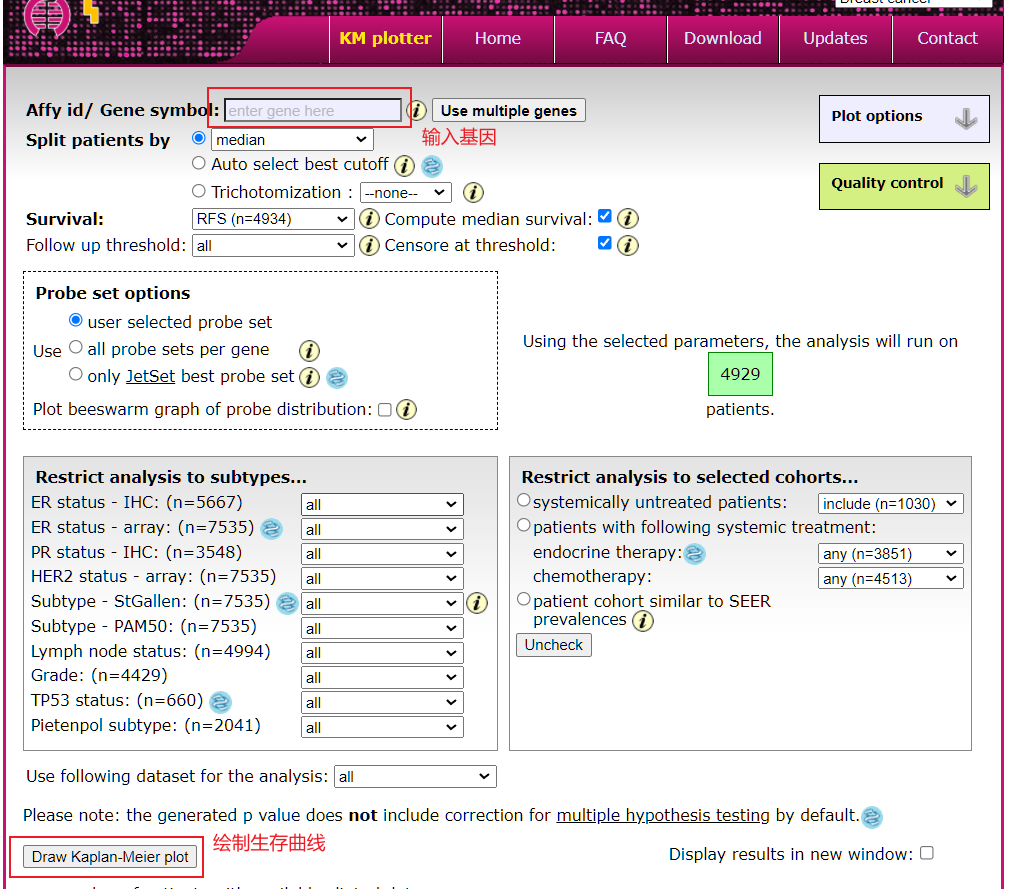 Breast cancer
KM plotter Home FAQ Download Updates Contact
Affy id/ Gene symbol: enter gene here i Use multiple genes
输入基因
Plot options
Split patients by median
Auto select best cutoff i
Quality control
Trichotomization : --none-- i
Survival: RFS (n=4934) i Compute median survival: i
Follow up threshold: all i Censore at threshold: i
Probe set options
user selected probe set
Use all probe sets per gene i
only JetSet best probe set i
Plot beeswarm graph of probe distribution: i
Using the selected parameters, the analysis will run on
4929
patients.
Restrict analysis to subtypes...
ER status - IHC: (n=5667) all
ER status - array: (n=7535) all
PR status - IHC: (n=3548) all
HER2 status - array: (n=7535) all
Subtype - StGallen: (n=7535) all i
Subtype - PAM50: (n=7535) all
Lymph node status: (n=4994) all
Grade: (n=4429) all
TP53 status: (n=660) all
Pietenpol subtype: (n=2041) all
Restrict analysis to selected cohorts...
systemically untreated patients: include (n=1030)
patients with following systemic treatment:
endocrine therapy: any (n=3851)
chemotherapy: any (n=4513)
patient cohort similar to SEER
prevalences i
Uncheck
Use following dataset for the analysis: all
Please note: the generated p value does not include correction for multiple hypothesis testing by default.
Draw Kaplan-Meier plot
绘制生存曲线
Display results in new window: